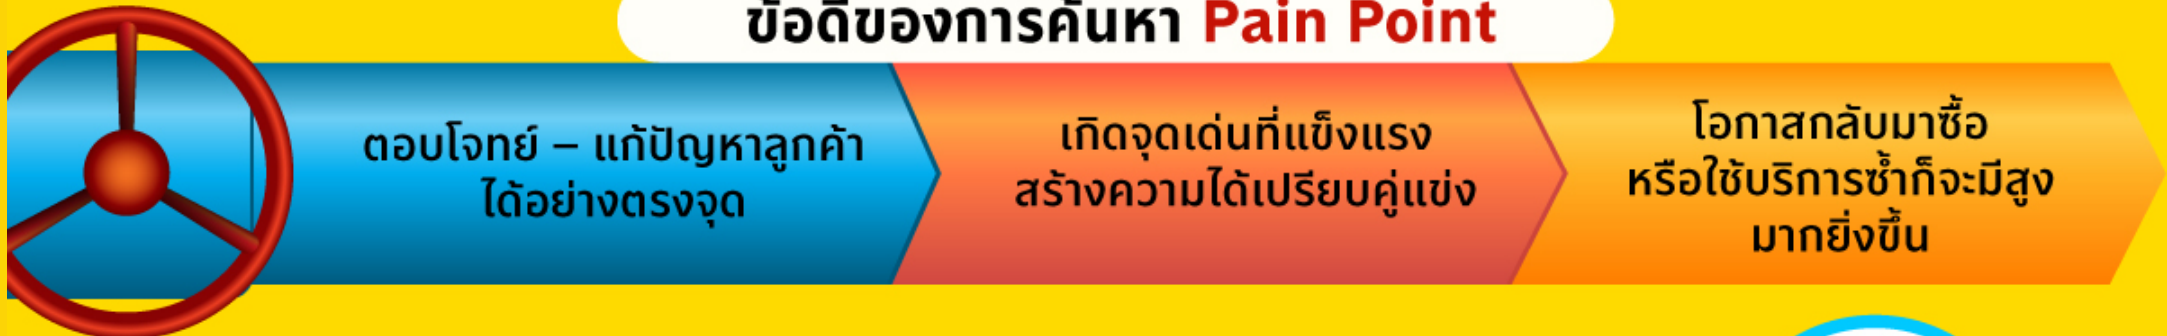 ข้อดีของการค้นหา Pain Point
ตอบโจทย์ – แก้ปัญหาลูกค้า
ได้อย่างตรงจุด
เกิดจุดเด่นที่แข็งแรง
สร้างความได้เปรียบคู่แข่ง
โอกาสกลับมาซื้อ
หรือใช้บริการซ้ำก็จะมีสูง
มากยิ่งขึ้น